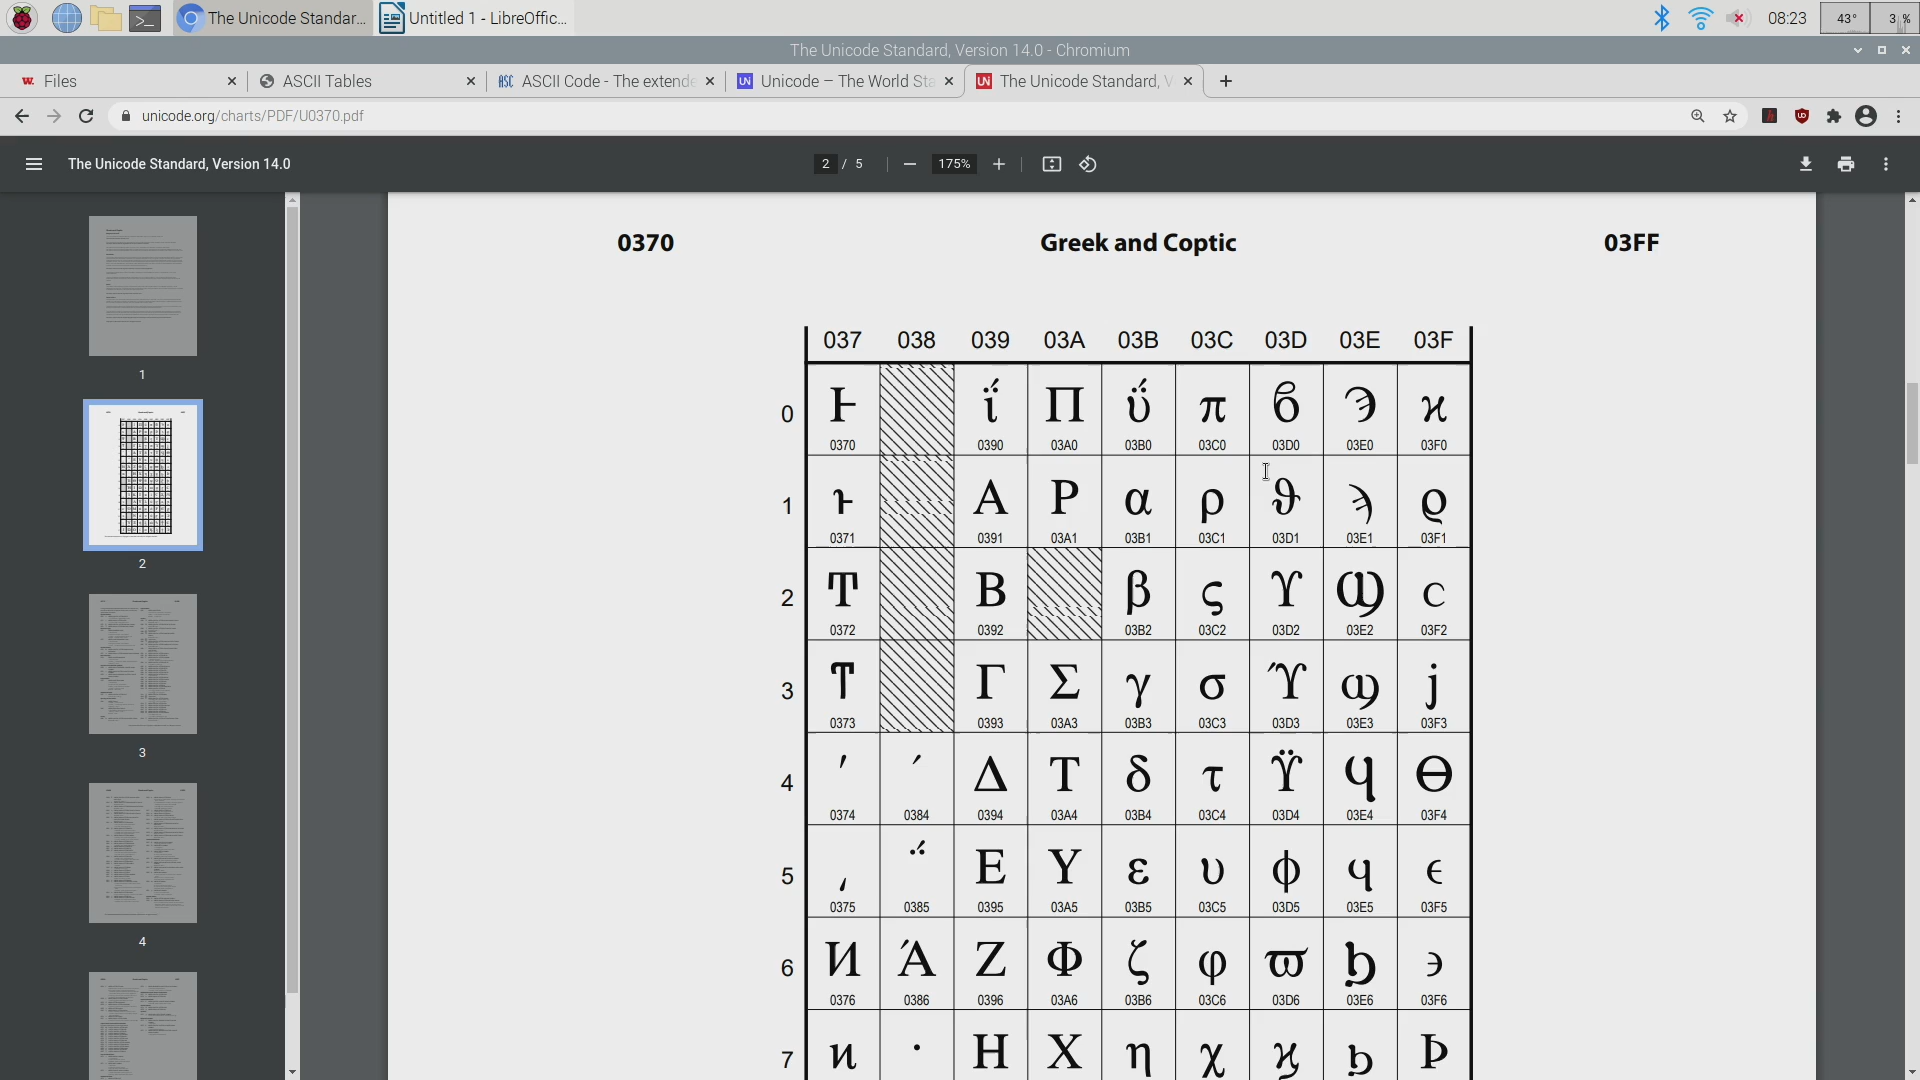 The Unicode Standar... Untitled 1 - LibreOffic... 08:23 43° 3 %
The Unicode Standard, Version 14.0 - Chromium
Files ASCII Tables ASCII Code - The extende Unicode – The World Sta The Unicode Standard, V
unicode.org/charts/PDF/U0370.pdf
The Unicode Standard, Version 14.0 2 / 5 175%
1
2
3
4
0370 Greek and Coptic 03FF
037 038 039 03A 03B 03C 03D 03E 03F
0 Ͱ ΐ Π ΰ π ϐ Ϡ ϰ
0370 0390 03A0 03B0 03C0 03D0 03E0 03F0
1 ͱ Α Ρ α ρ ϑ ϡ ϱ
0371 0391 03A1 03B1 03C1 03D1 03E1 03F1
2 Ͳ Β β ς ϒ Ϣ ϲ
0372 0392 03B2 03C2 03D2 03E2 03F2
3 ͳ Γ Σ γ σ ϓ ϣ ϳ
0373 0393 03A3 03B3 03C3 03D3 03E3 03F3
4 ʹ ΄ Δ Τ δ τ ϔ Ϥ ϴ
0374 0384 0394 03A4 03B4 03C4 03D4 03E4 03F4
5 ͵ ΅ Ε Υ ε υ ϕ ϥ ϵ
0375 0385 0395 03A5 03B5 03C5 03D5 03E5 03F5
6 Ͷ Ά Ζ Φ ζ φ ϖ Ϧ ϶
0376 0386 0396 03A6 03B6 03C6 03D6 03E6 03F6
7 ͷ · Η Χ η χ ϗ ϧ Ϸ